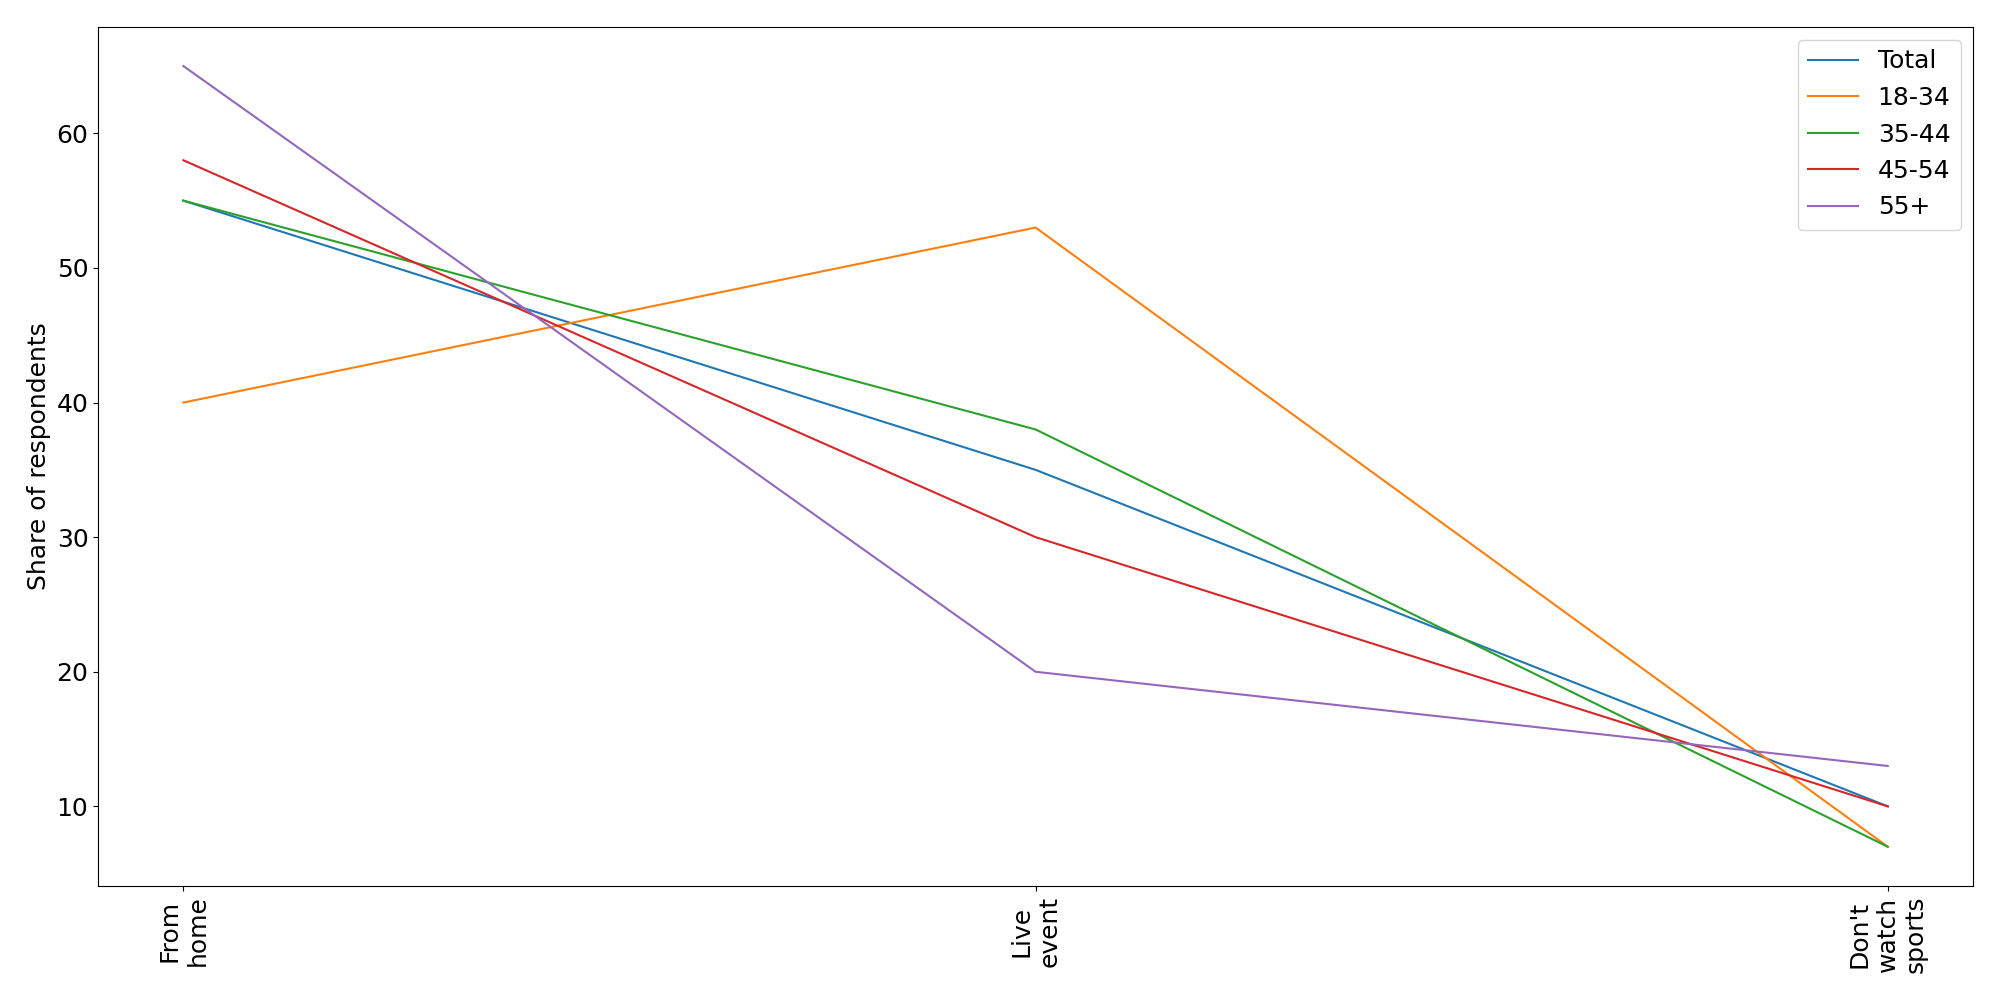 Total
18-34
35-44
45-54
55+
60
50
40
30
20
10
Share of respondents
From
home
Live
event
Don't
watch
sports